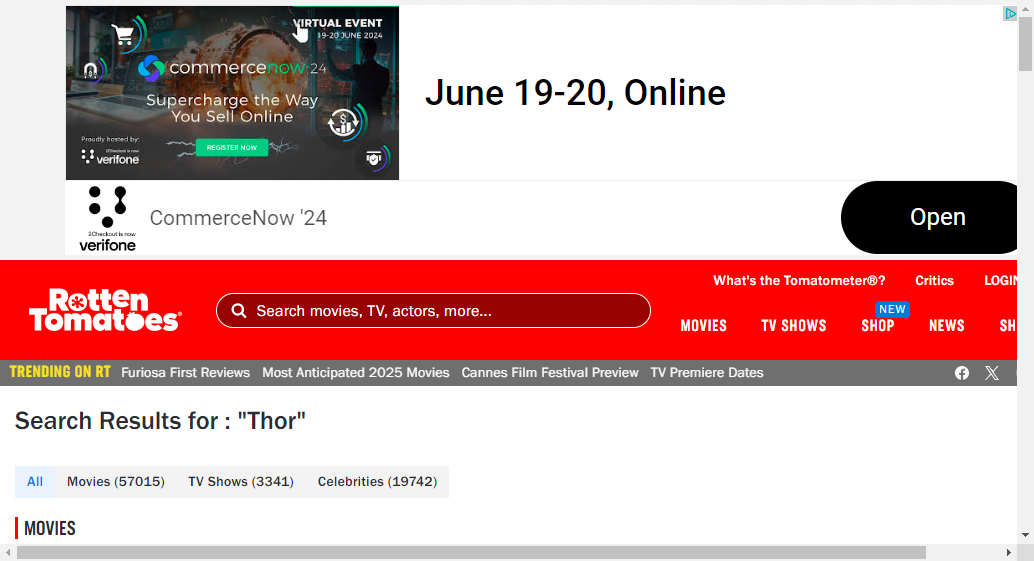 VIRTUAL EVENT
19-20 JUNE 2024
commercenow·24
Supercharge the Way
You Sell Online
REGISTER NOW
Proudly hosted by:
2Checkout is now
verifone
June 19-20, Online
2Checkout is now
verifone
CommerceNow '24
Open
What's the Tomatometer®?
Critics
LOGIN
Rotten
Tomatoes®
Search movies, TV, actors, more...
MOVIES
TV SHOWS
NEW
SHOP
NEWS
SH
TRENDING ON RT
Furiosa First Reviews
Most Anticipated 2025 Movies
Cannes Film Festival Preview
TV Premiere Dates
Search Results for : "Thor"
All
Movies (57015)
TV Shows (3341)
Celebrities (19742)
MOVIES